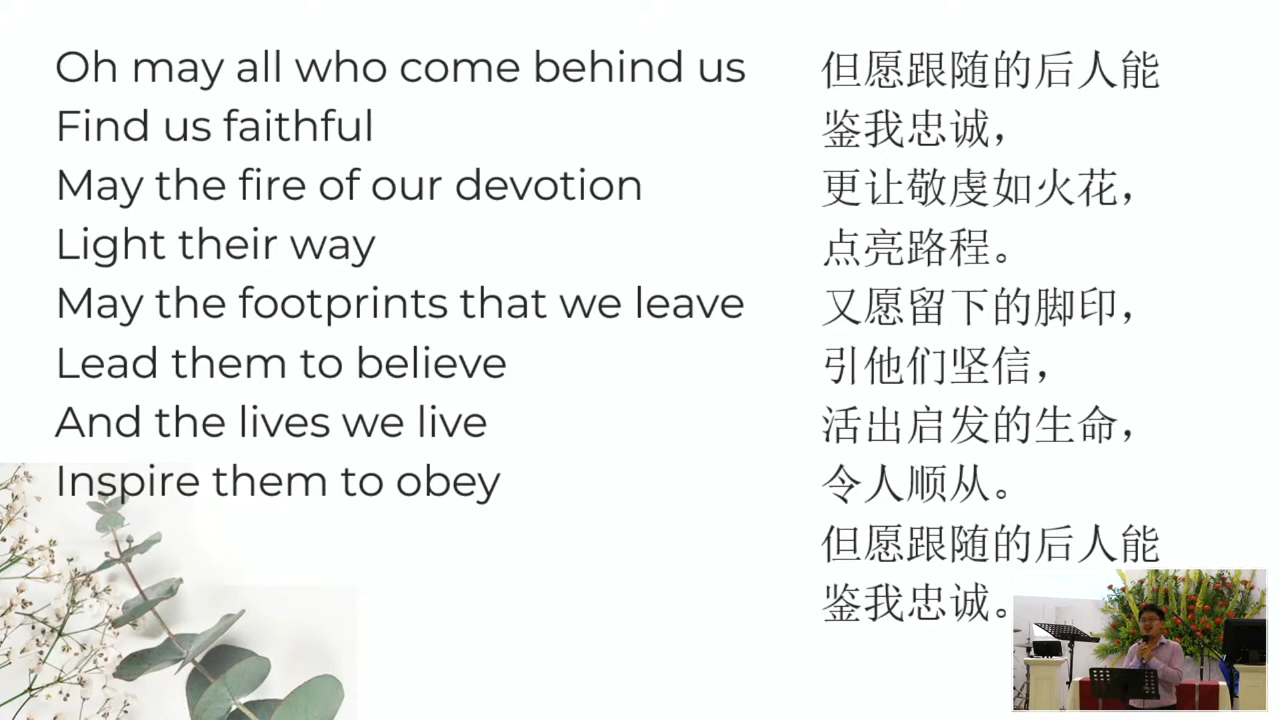 Oh may all who come behind us
Find us faithful
May the fire of our devotion
Light their way
May the footprints that we leave
Lead them to believe
And the lives we live
Inspire them to obey
但愿跟随的后人能
鉴我忠诚，
更让敬虔如火花，
点亮路程。
又愿留下的脚印，
引他们坚信，
活出启发的生命，
令人顺从。
但愿跟随的后人能
鉴我忠诚。